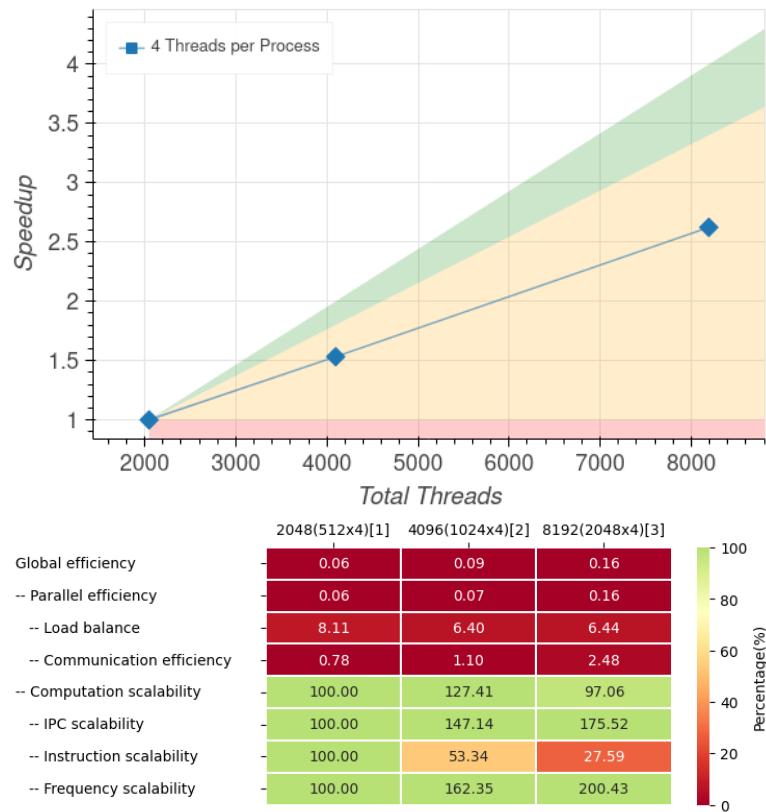 4 Threads per Process
4
3.5
3
2.5
2
1.5
1
Speedup
2000 3000 4000 5000 6000 7000 8000
Total Threads
2048(512x4)[1] 4096(1024x4)[2] 8192(2048x4)[3]
Global efficiency 0.06 0.09 0.16
-- Parallel efficiency 0.06 0.07 0.16
-- Load balance 8.11 6.40 6.44
-- Communication efficiency 0.78 1.10 2.48
-- Computation scalability 100.00 127.41 97.06
-- IPC scalability 100.00 147.14 175.52
-- Instruction scalability 100.00 53.34 27.59
-- Frequency scalability 100.00 162.35 200.43
100
80
60
40
20
0
Percentage(%)